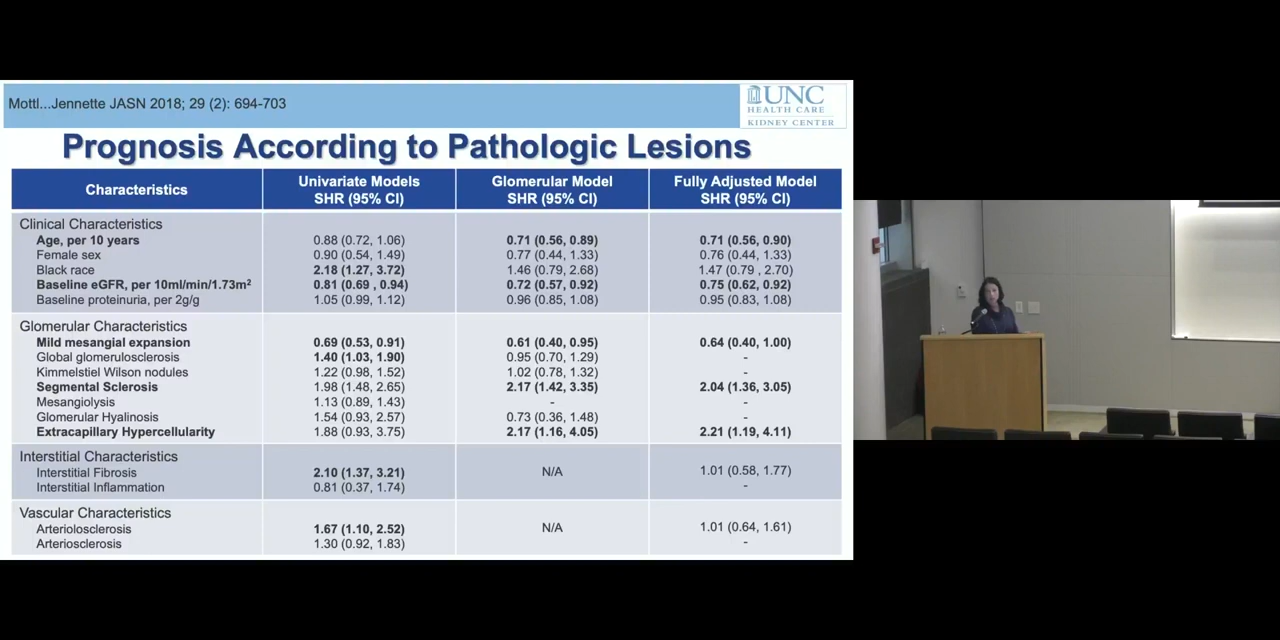 Mottl...Jennette JASN 2018; 29 (2): 694-703
UNC
HEALTH CARE
KIDNEY CENTER
Prognosis According to Pathologic Lesions
Characteristics Univariate Models SHR (95% CI) Glomerular Model SHR (95% CI) Fully Adjusted Model SHR (95% CI)
Clinical Characteristics
Age, per 10 years 0.88 (0.72, 1.06) 0.71 (0.56, 0.89) 0.71 (0.56, 0.90)
Female sex 0.90 (0.54, 1.49) 0.77 (0.44, 1.33) 0.76 (0.44, 1.33)
Black race 2.18 (1.27, 3.72) 1.46 (0.79, 2.68) 1.47 (0.79 , 2.70)
Baseline eGFR, per 10ml/min/1.73m² 0.81 (0.69 , 0.94) 0.72 (0.57, 0.92) 0.75 (0.62, 0.92)
Baseline proteinuria, per 2g/g 1.05 (0.99, 1.12) 0.96 (0.85, 1.08) 0.95 (0.83, 1.08)
Glomerular Characteristics
Mild mesangial expansion 0.69 (0.53, 0.91) 0.61 (0.40, 0.95) 0.64 (0.40, 1.00)
Global glomerulosclerosis 1.40 (1.03, 1.90) 0.95 (0.70, 1.29) -
Kimmelstiel Wilson nodules 1.22 (0.98, 1.52) 1.02 (0.78, 1.32) -
Segmental Sclerosis 1.98 (1.48, 2.65) 2.17 (1.42, 3.35) 2.04 (1.36, 3.05)
Mesangiolysis 1.13 (0.89, 1.43) - -
Glomerular Hyalinosis 1.54 (0.93, 2.57) 0.73 (0.36, 1.48) -
Extracapillary Hypercellularity 1.88 (0.93, 3.75) 2.17 (1.16, 4.05) 2.21 (1.19, 4.11)
Interstitial Characteristics
Interstitial Fibrosis 2.10 (1.37, 3.21) N/A 1.01 (0.58, 1.77)
Interstitial Inflammation 0.81 (0.37, 1.74) -
Vascular Characteristics
Arteriolosclerosis 1.67 (1.10, 2.52) N/A 1.01 (0.64, 1.61)
Arteriosclerosis 1.30 (0.92, 1.83) -